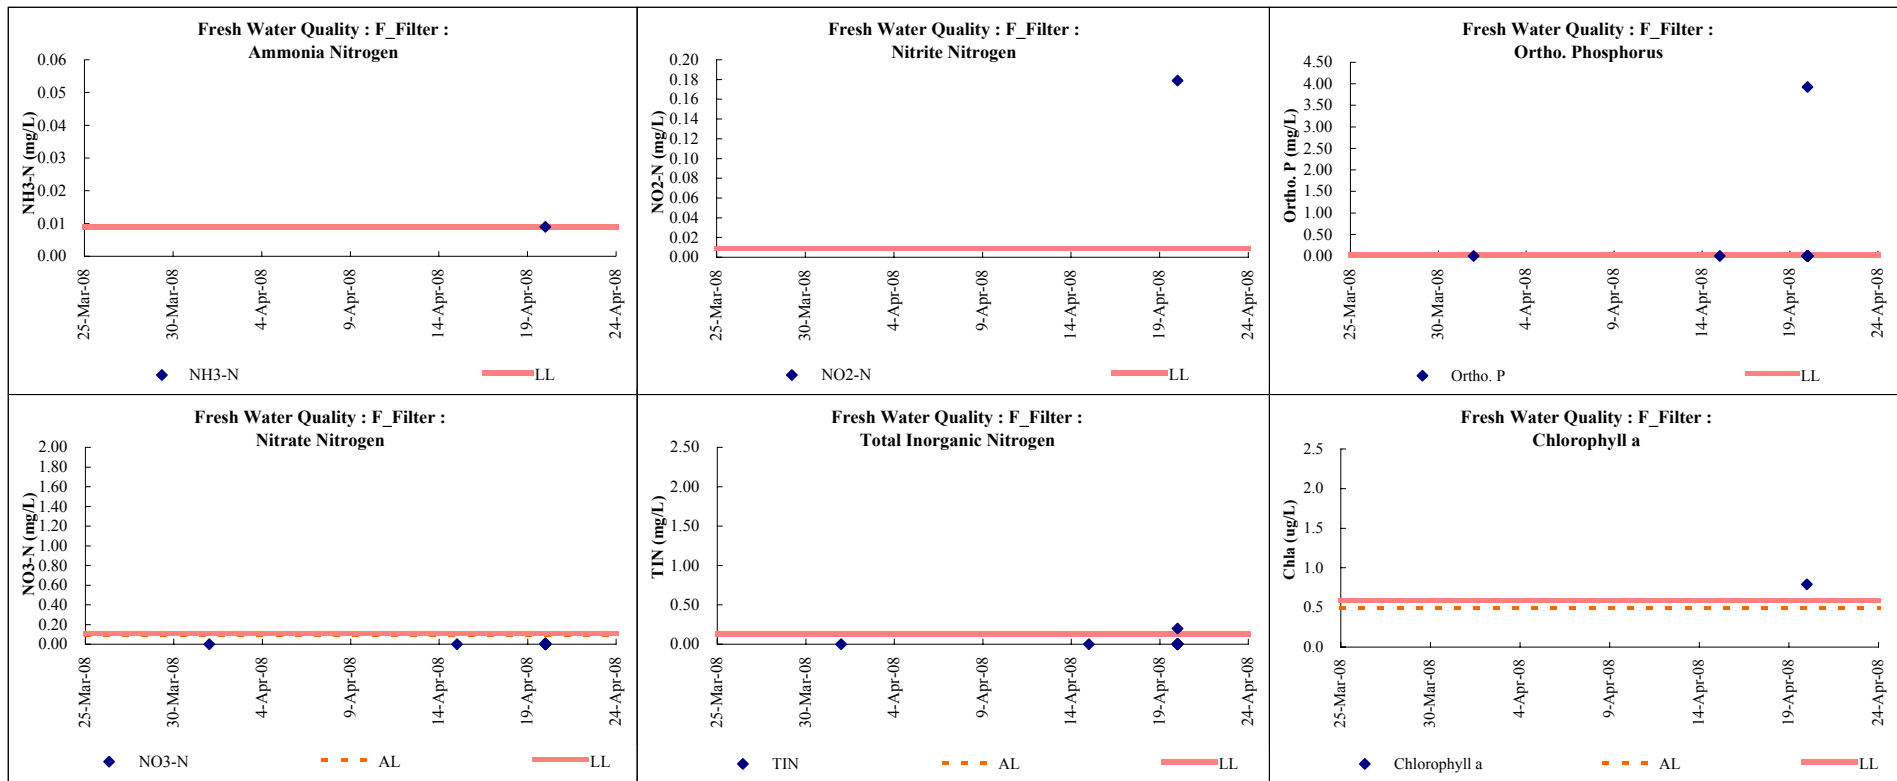 Fresh Water Quality : F_Filter :
Ammonia Nitrogen
NH3-N (mg/L)
0.06
0.05
0.04
0.03
0.02
0.01
0.00
25-Mar-08
30-Mar-08
4-Apr-08
9-Apr-08
14-Apr-08
19-Apr-08
24-Apr-08
NH3-N
LL
Fresh Water Quality : F_Filter :
Nitrite Nitrogen
NO2-N (mg/L)
0.20
0.18
0.16
0.14
0.12
0.10
0.08
0.06
0.04
0.02
0.00
25-Mar-08
30-Mar-08
4-Apr-08
9-Apr-08
14-Apr-08
19-Apr-08
24-Apr-08
NO2-N
LL
Fresh Water Quality : F_Filter :
Ortho. Phosphorus
Ortho. P (mg/L)
4.50
4.00
3.50
3.00
2.50
2.00
1.50
1.00
0.50
0.00
25-Mar-08
30-Mar-08
4-Apr-08
9-Apr-08
14-Apr-08
19-Apr-08
24-Apr-08
Ortho. P
LL
Fresh Water Quality : F_Filter :
Nitrate Nitrogen
NO3-N (mg/L)
2.00
1.80
1.60
1.40
1.20
1.00
0.80
0.60
0.40
0.20
0.00
25-Mar-08
30-Mar-08
4-Apr-08
9-Apr-08
14-Apr-08
19-Apr-08
24-Apr-08
NO3-N
AL
LL
Fresh Water Quality : F_Filter :
Total Inorganic Nitrogen
TIN (mg/L)
2.50
2.00
1.50
1.00
0.50
0.00
25-Mar-08
30-Mar-08
4-Apr-08
9-Apr-08
14-Apr-08
19-Apr-08
24-Apr-08
TIN
AL
LL
Fresh Water Quality : F_Filter :
Chlorophyll a
Chla (ug/L)
2.5
2.0
1.5
1.0
0.5
0.0
25-Mar-08
30-Mar-08
4-Apr-08
9-Apr-08
14-Apr-08
19-Apr-08
24-Apr-08
Chlorophyll a
AL
LL